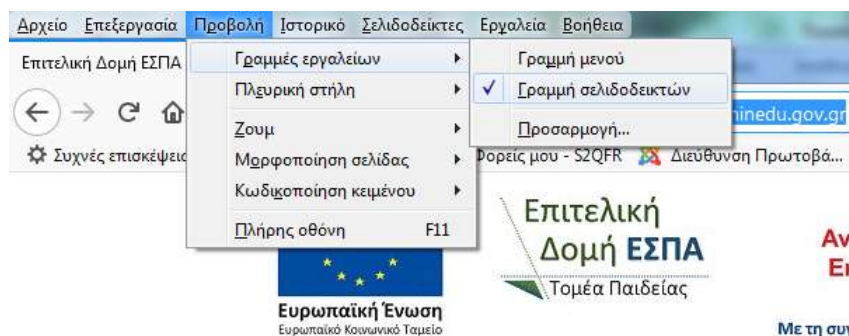 Αρχείο Επεξεργασία Προβολή Ιστορικό Σελιδοδείκτες Εργαλεία Βοήθεια
Επιτελική Δομή ΕΣΠΑ
Γραμμές εργαλείων
Πλευρική στήλη
Ζουμ
Μορφοποίηση σελίδας
Κωδικοποίηση κειμένου
Πλήρης οθόνη F11
Γραμμή μενού
✓ Γραμμή σελιδοδεικτών
Προσαρμογή...
minedu.gov.gr
Συχνές επισκέψεις
Φορείς μου - S2QFR Διεύθυνση Πρωτοβά...
Επιτελική
Δομή ΕΣΠΑ
Τομέα Παιδείας
Ευρωπαϊκή Ένωση
Ευρωπαϊκό Κοινωνικό Ταμείο
Με τη